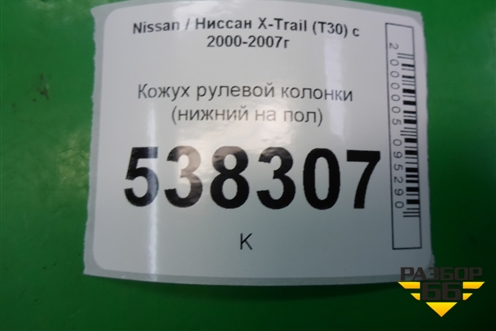 Nissan / Ниссан X-Trail (T30) с
2000-2007г
Кожух рулевой колонки
(нижний на пол)
538307
К
2000005095290
РАЗБОР
66